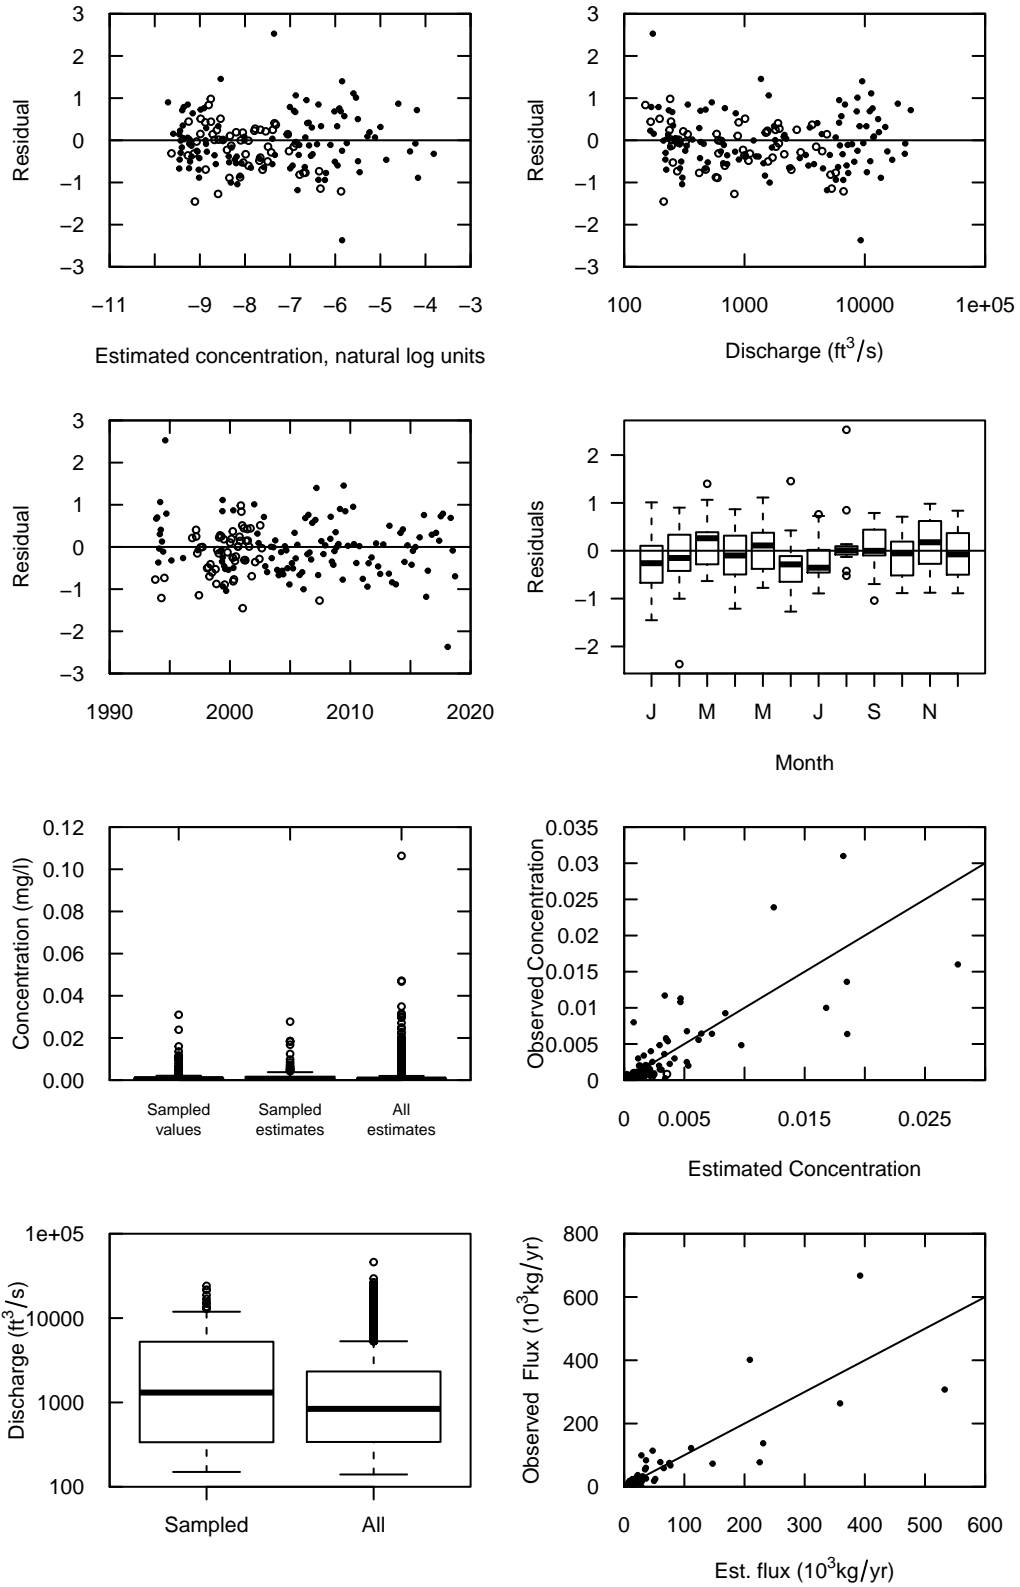 3
2
1
0
−1
−2
−3
Residual
−11 −9 −8 −7 −6 −5 −4 −3
Estimated concentration, natural log units
3
2
1
0
−1
−2
−3
Residual
100 1000 10000 1e+05
Discharge (ft3/s)
3
2
1
0
−1
−2
−3
Residual
1990 2000 2010 2020
2
1
0
−1
−2
Residuals
J M M J S N
Month
0.12
0.10
0.08
0.06
0.04
0.02
0.00
Concentration (mg/l)
Sampled values
Sampled estimates
All estimates
0.035
0.03
0.025
0.02
0.015
0.01
0.005
0
Observed Concentration
0 0.005 0.015 0.025
Estimated Concentration
1e+05
10000
1000
100
Discharge (ft3/s)
Sampled All
800
600
400
200
0
Observed Flux (103kg/yr)
0 100 200 300 400 500 600
Est. flux (103kg/yr)